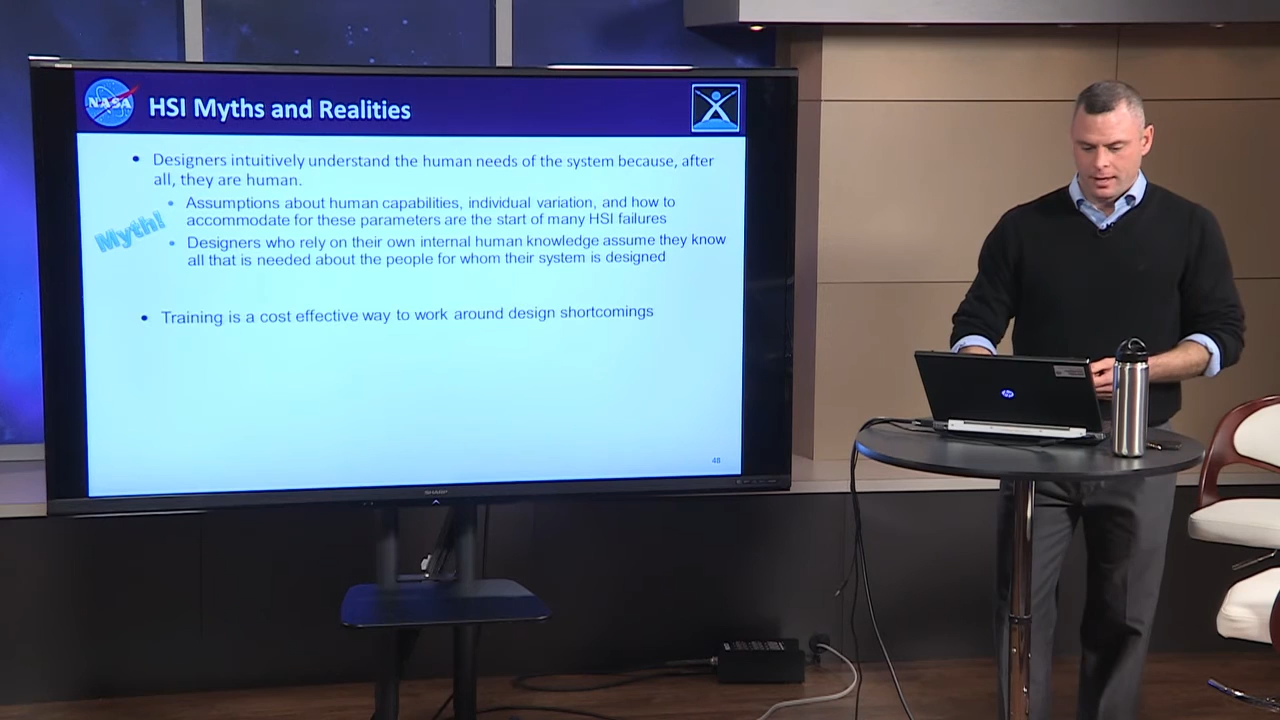 NASA
HSI Myths and Realities
• Designers intuitively understand the human needs of the system because, after
all, they are human.
• Assumptions about human capabilities, individual variation, and how to
accommodate for these parameters are the start of many HSI failures
Myth!
• Designers who rely on their own internal human knowledge assume they know
all that is needed about the people for whom their system is designed
• Training is a cost effective way to work around design shortcomings
48
SHARP
hp